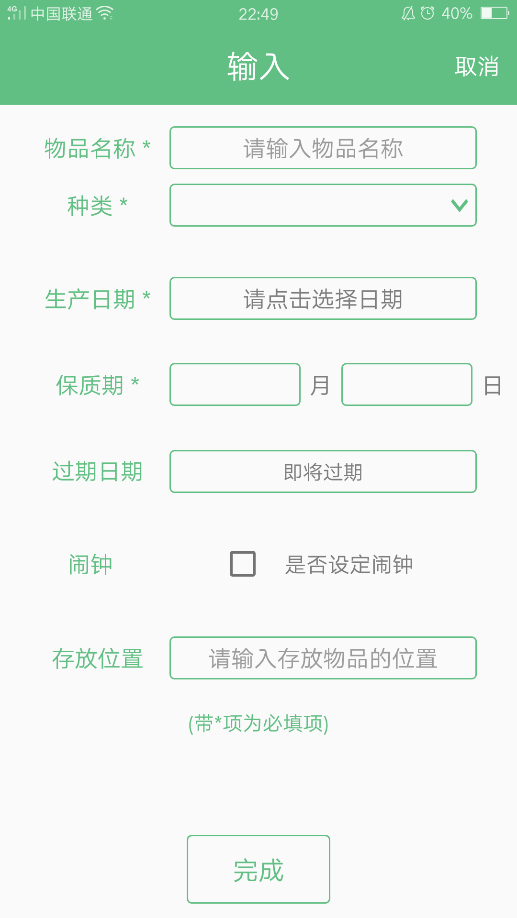 4G 中国联通 22:49 40%
输入 取消
物品名称 * 请输入物品名称
种类 *
生产日期 * 请点击选择日期
保质期 * 月 日
过期日期 即将过期
闹钟 是否设定闹钟
存放位置 请输入存放物品的位置
(带*项为必填项)
完成